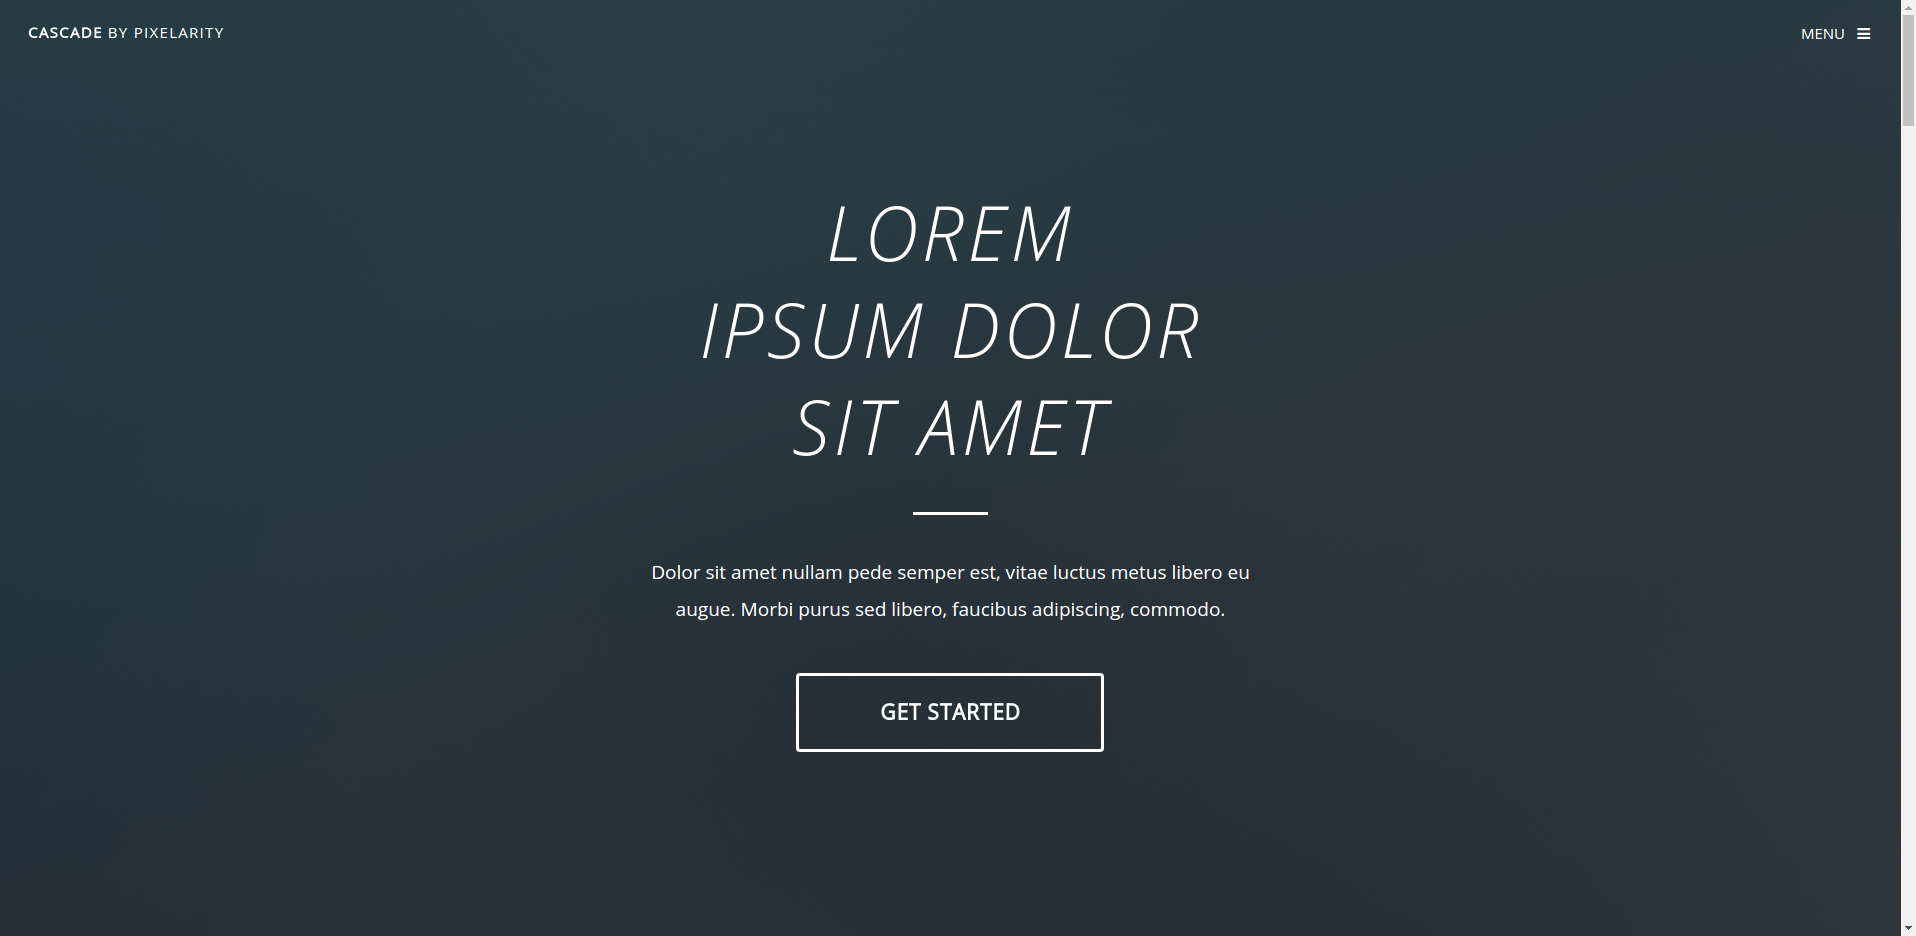 CASCADE BY PIXELARITY
MENU
LOREM
IPSUM DOLOR
SIT AMET
Dolor sit amet nullam pede semper est, vitae luctus metus libero eu
augue. Morbi purus sed libero, faucibus adipiscing, commodo.
GET STARTED